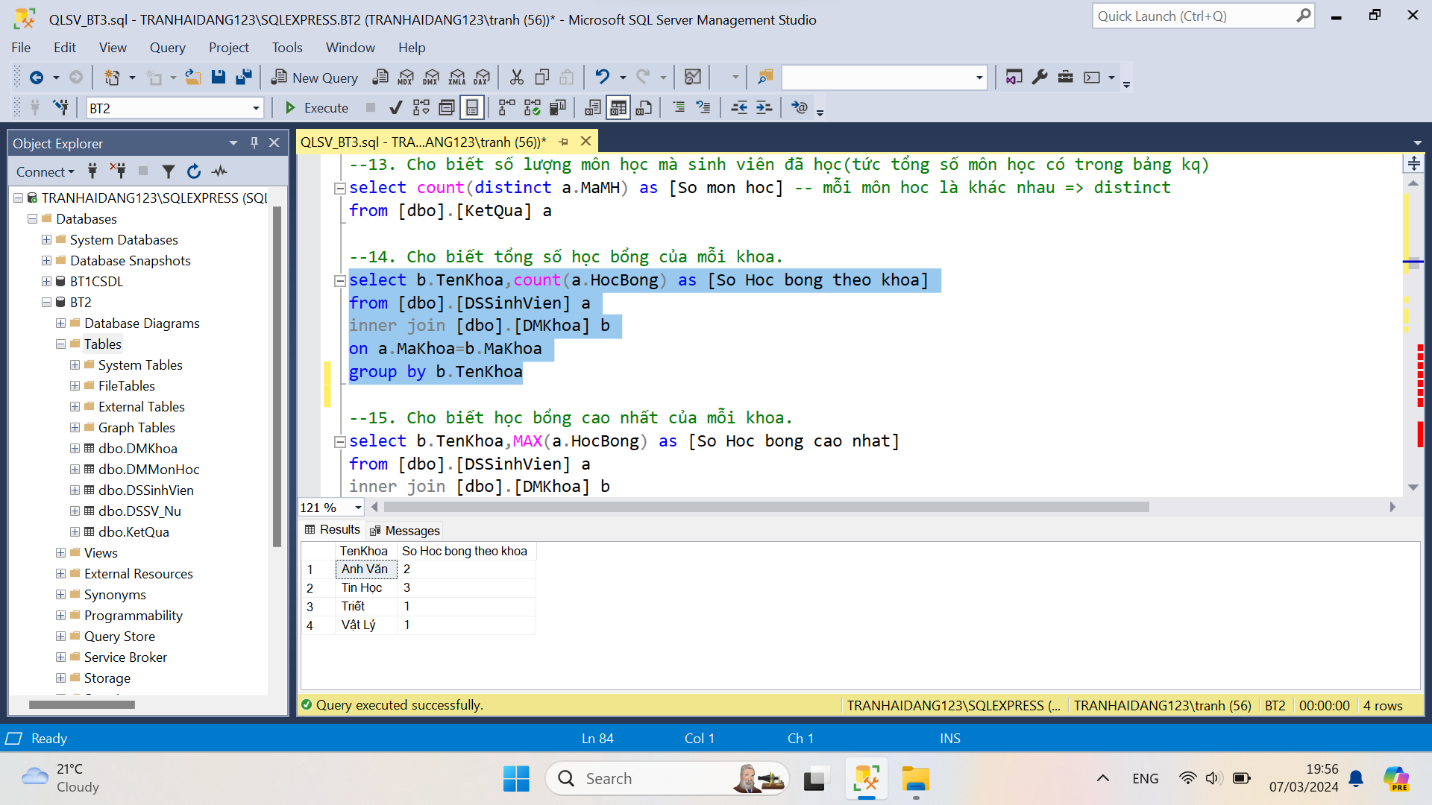 QLSV_BT3.sql - TRANHAIDANG123\SQLEXPRESS.BT2 (TRANHAIDANG123\tranh (56))* - Microsoft SQL Server Management Studio
Quick Launch (Ctrl+Q)
File Edit View Query Project Tools Window Help
New Query MDX DMX XMLA DAX
BT2 Execute
Object Explorer
Connect
TRANHAIDANG123\SQLEXPRESS (SQL
Databases
System Databases
Database Snapshots
BT1CSDL
BT2
Database Diagrams
Tables
System Tables
FileTables
External Tables
Graph Tables
dbo.DMKhoa
dbo.DMMonHoc
dbo.DSSinhVien
dbo.DSSV_Nu
dbo.KetQua
Views
External Resources
Synonyms
Programmability
Query Store
Service Broker
Storage
QLSV_BT3.sql - TRA...ANG123\tranh (56))*
--13. Cho biết số lượng môn học mà sinh viên đã học(tức tổng số môn học có trong bảng kq)
select count(distinct a.MaMH) as [So mon hoc] -- mỗi môn hoc là khác nhau => distinct
from [dbo].[KetQua] a
--14. Cho biết tổng số học bổng của mỗi khoa.
select b.TenKhoa,count(a.HocBong) as [So Hoc bong theo khoa]
from [dbo].[DSSinhVien] a
inner join [dbo].[DMKhoa] b
on a.MaKhoa=b.MaKhoa
group by b.TenKhoa
--15. Cho biết học bổng cao nhất của mỗi khoa.
select b.TenKhoa,MAX(a.HocBong) as [So Hoc bong cao nhat]
from [dbo].[DSSinhVien] a
inner join [dbo].[DMKhoa] b
121 %
Results Messages
TenKhoa So Hoc bong theo khoa
1 Anh Văn 2
2 Tin Học 3
3 Triết 1
4 Vật Lý 1
Query executed successfully. TRANHAIDANG123\SQLEXPRESS (... TRANHAIDANG123\tranh (56) BT2 00:00:00 4 rows
Ready Ln 84 Col 1 Ch 1 INS
21°C
Cloudy
Search
ENG
19:56
07/03/2024
PRE